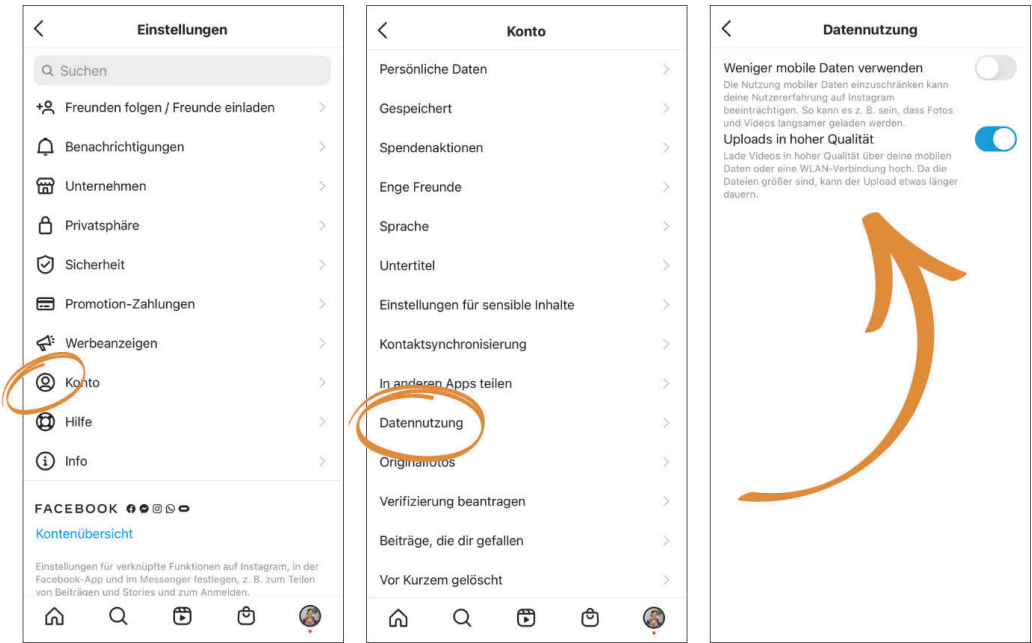 Einstellungen
Suchen
Freunden folgen / Freunde einladen
Benachrichtigungen
Unternehmen
Privatsphäre
Sicherheit
Promotion-Zahlungen
Werbeanzeigen
Konto
Hilfe
Info
FACEBOOK
Kontenübersicht
Einstellungen für verknüpfte Funktionen auf Instagram, in der
Facebook-App und im Messenger festlegen, z. B. zum Teilen
von Beiträgen und Stories und zum Anmelden.
Konto
Persönliche Daten
Gespeichert
Spendenaktionen
Enge Freunde
Sprache
Untertitel
Einstellungen für sensible Inhalte
Kontaktsynchronisierung
In anderen Apps teilen
Datennutzung
Originalfotos
Verifizierung beantragen
Beiträge, die dir gefallen
Vor Kurzem gelöscht
Datennutzung
Weniger mobile Daten verwenden
Die Nutzung mobiler Daten einzuschränken kann
deine Nutzererfahrung auf Instagram
beeinträchtigen. So kann es z. B. sein, dass Fotos
und Videos langsamer geladen werden.
Uploads in hoher Qualität
Lade Videos in hoher Qualität über deine mobilen
Daten oder eine WLAN-Verbindung hoch. Da die
Dateien größer sind, kann der Upload etwas länger
dauern.